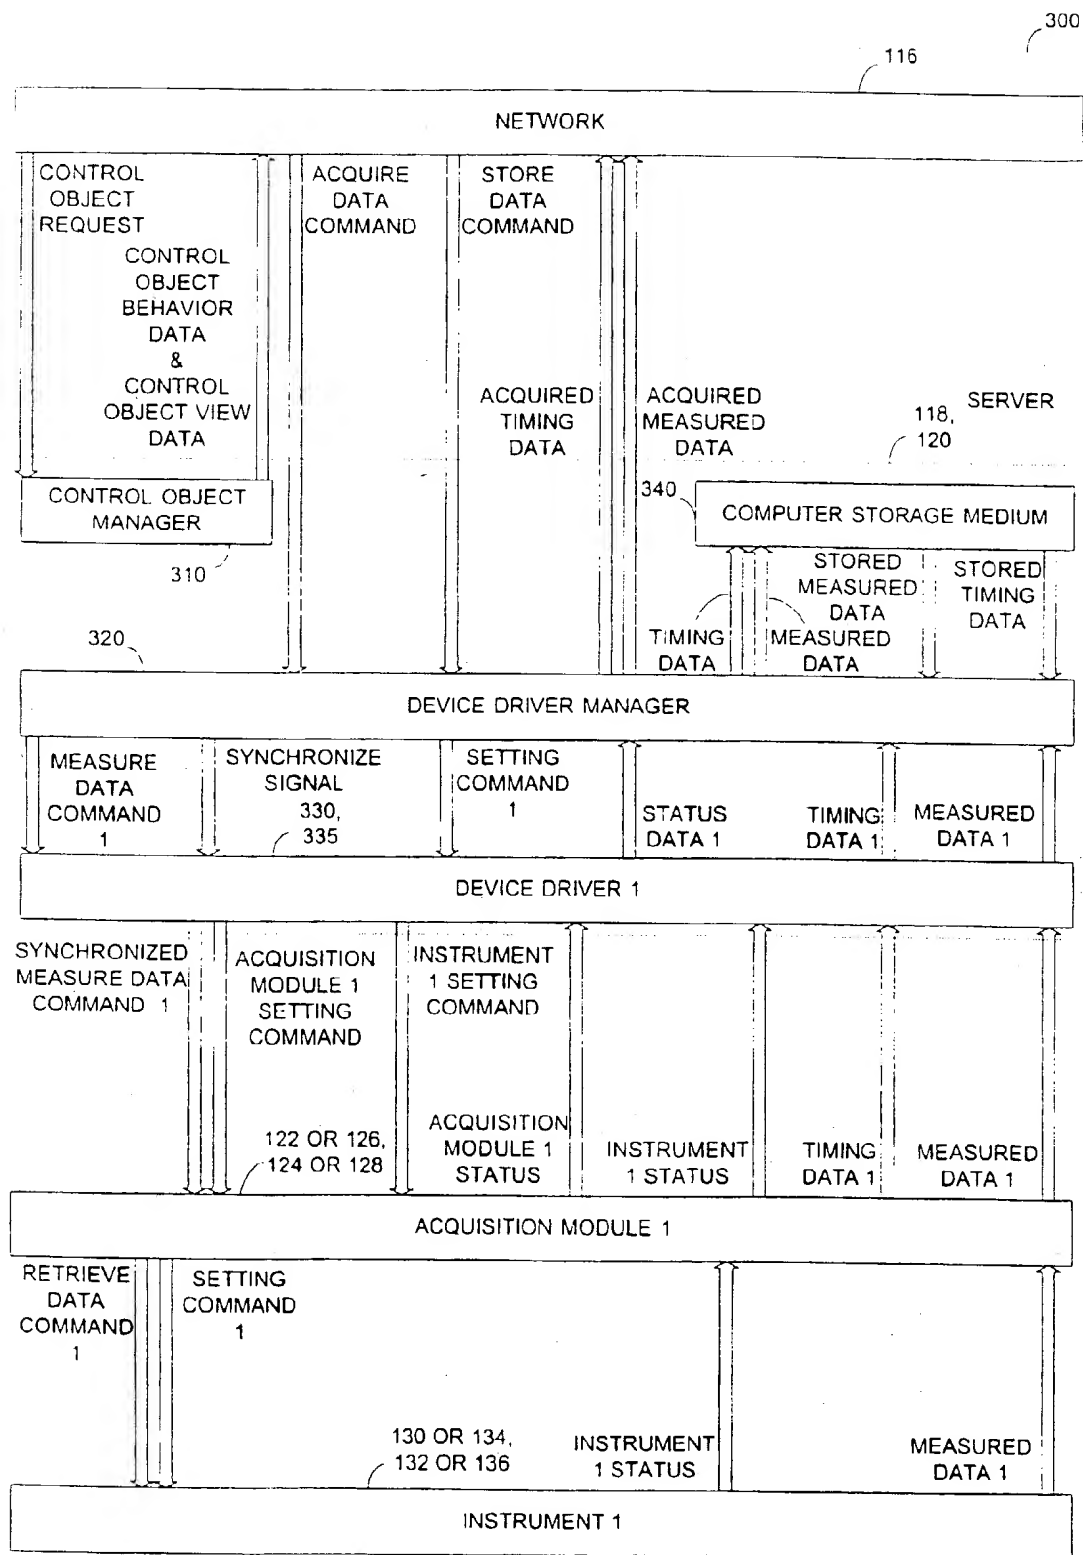 300
116
NETWORK
CONTROL
OBJECT
REQUEST
CONTROL
OBJECT
BEHAVIOR
DATA
&
CONTROL
OBJECT VIEW
DATA
ACQUIRE
DATA
COMMAND
STORE
DATA
COMMAND
ACQUIRED
TIMING
DATA
ACQUIRED
MEASURED
DATA
SERVER
118,
120
CONTROL OBJECT
MANAGER
310
340
COMPUTER STORAGE MEDIUM
TIMING
DATA
MEASURED
DATA
STORED
MEASURED
DATA
STORED
TIMING
DATA
320
DEVICE DRIVER MANAGER
MEASURE
DATA
COMMAND
1
SYNCHRONIZE
SIGNAL
330,
335
SETTING
COMMAND
1
STATUS
DATA 1
TIMING
DATA 1
MEASURED
DATA 1
DEVICE DRIVER 1
SYNCHRONIZED
MEASURE DATA
COMMAND 1
ACQUISITION
MODULE 1
SETTING
COMMAND
INSTRUMENT
1 SETTING
COMMAND
122 OR 126,
124 OR 128
ACQUISITION
MODULE 1
STATUS
INSTRUMENT
1 STATUS
TIMING
DATA 1
MEASURED
DATA 1
ACQUISITION MODULE 1
RETRIEVE
DATA
COMMAND
1
SETTING
COMMAND
1
130 OR 134,
132 OR 136
INSTRUMENT
1 STATUS
MEASURED
DATA 1
INSTRUMENT 1